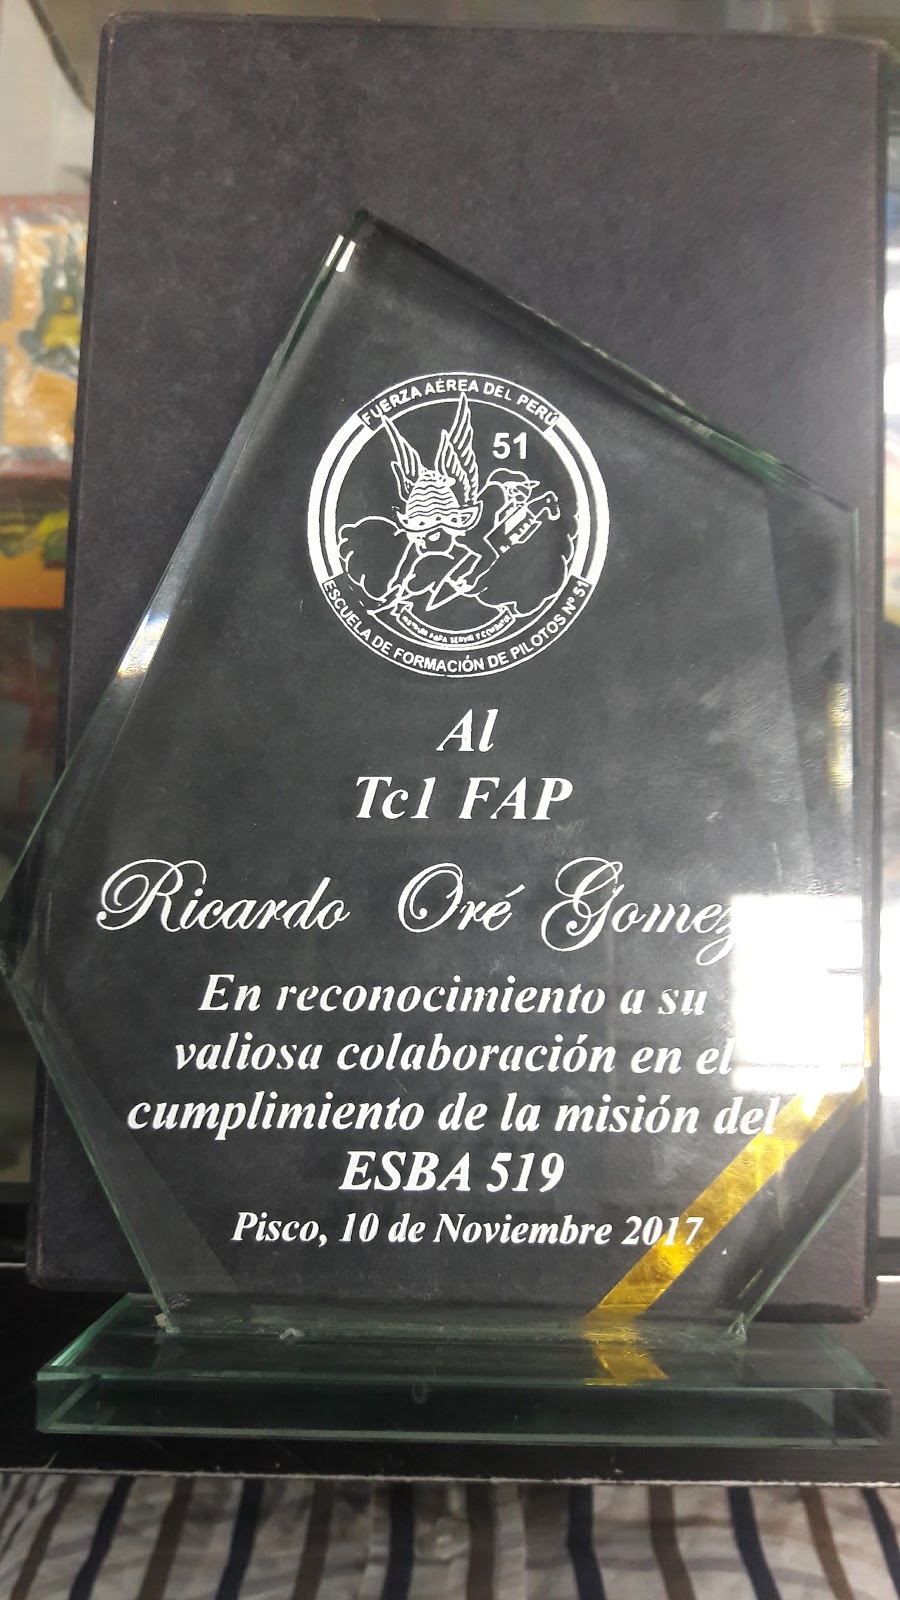 FUERZA AÉREA DEL PERÚ
51
ESCUELA DE FORMACIÓN DE PILOTOS Nº 51
Al
Tc1 FAP
Ricardo Oré Gomez
En reconocimiento a su
valiosa colaboración en el
cumplimiento de la misión del
ESBA 519
Pisco, 10 de Noviembre 2017